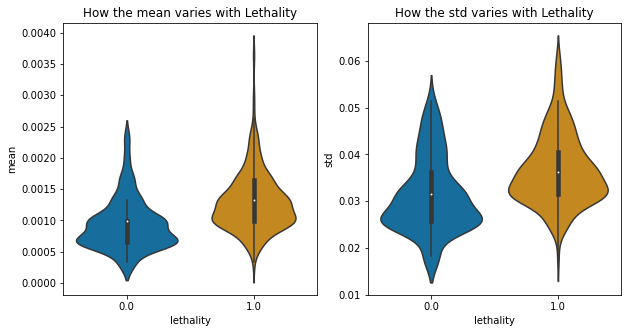 How the mean varies with Lethality
mean
0.0040
0.0035
0.0030
0.0025
0.0020
0.0015
0.0010
0.0005
0.0000
0.0 1.0
lethality
How the std varies with Lethality
std
0.06
0.05
0.04
0.03
0.02
0.01
0.0 1.0
lethality